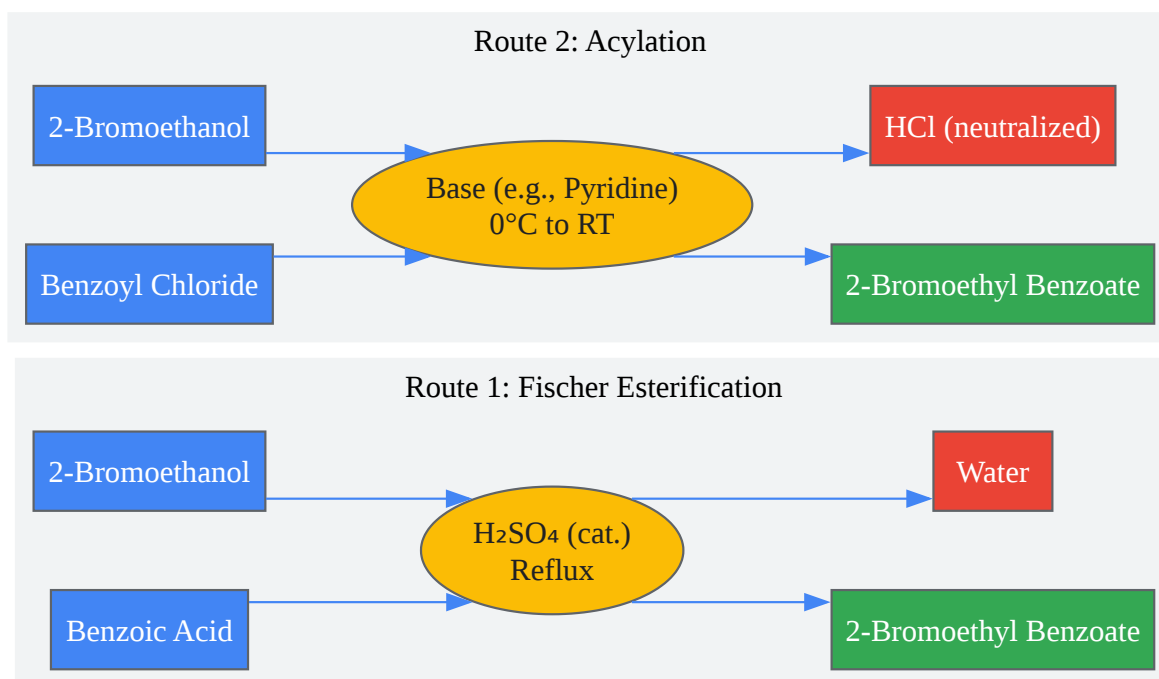 Route 2: Acylation
2-Bromoethanol
HCl (neutralized)
Base (e.g., Pyridine)
0°C to RT
Benzoyl Chloride
2-Bromoethyl Benzoate
Route 1: Fischer Esterification
2-Bromoethanol
Water
H₂SO₄ (cat.)
Reflux
Benzoic Acid
2-Bromoethyl Benzoate